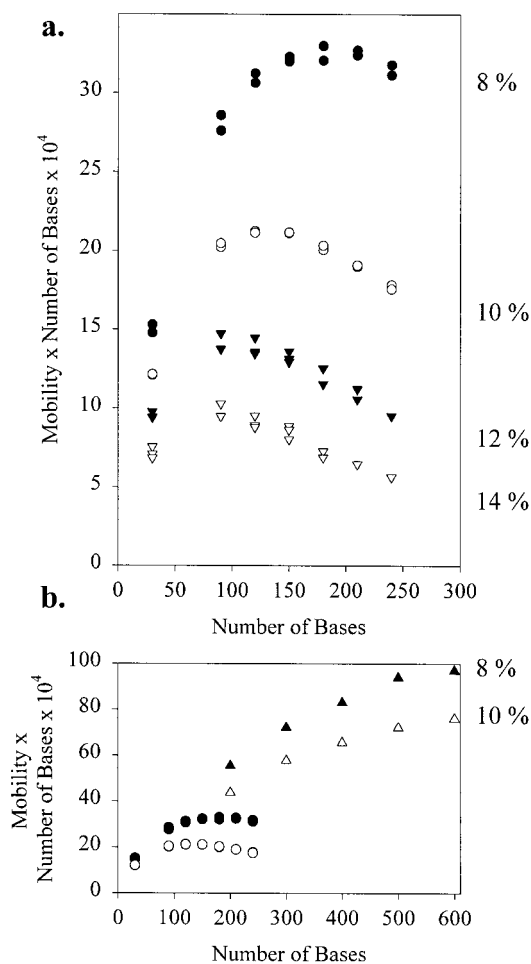 a.
Mobility x Number of Bases x 10⁴
30
25
20
15
10
5
0
8 %
10 %
12 %
14 %
0 50 100 150 200 250 300
Number of Bases
b.
Mobility x
Number of Bases x 10⁴
100
80
60
40
20
0
8 %
10 %
0 100 200 300 400 500 600
Number of Bases